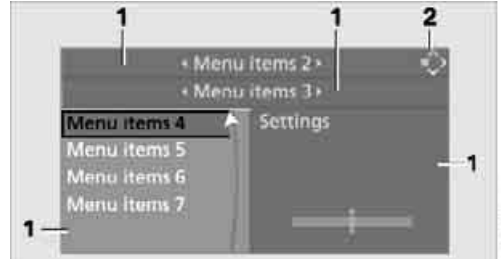 1 1 2
‹ Menu items 2 ›
‹ Menu items 3 ›
Menu items 4 Settings
Menu items 5
Menu items 6 1
Menu items 7
1